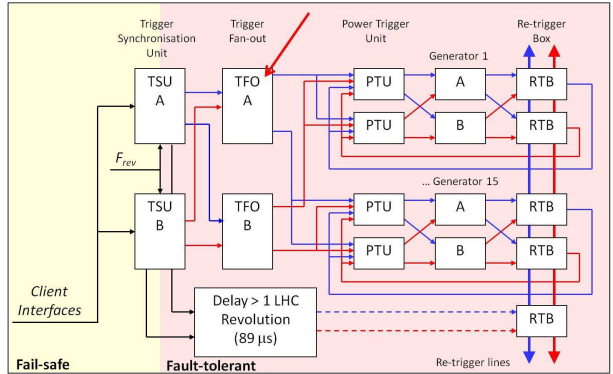 Trigger
Synchronisation
Unit
Trigger
Fan-out
Power Trigger
Unit
Re-trigger
Box
Generator 1
TSU
A
TFO
A
PTU
A
RTB
PTU
B
RTB
F rev
... Generator 15
TSU
B
TFO
B
PTU
A
RTB
PTU
B
RTB
Client
Interfaces
Delay > 1 LHC
Revolution
(89 µs)
RTB
Fail-safe
Fault-tolerant
Re-trigger lines